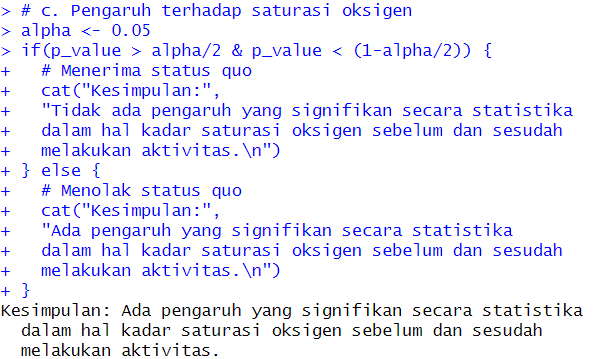 > # c. Pengaruh terhadap saturasi oksigen
> alpha <- 0.05
> if(p_value > alpha/2 & p_value < (1-alpha/2)) {
+   # Menerima status quo
+   cat("Kesimpulan:",
+   "Tidak ada pengaruh yang signifikan secara statistika
+   dalam hal kadar saturasi oksigen sebelum dan sesudah
+   melakukan aktivitas.\n")
+ } else {
+   # Menolak status quo
+   cat("Kesimpulan:",
+   "Ada pengaruh yang signifikan secara statistika
+   dalam hal kadar saturasi oksigen sebelum dan sesudah
+   melakukan aktivitas.\n")
+ }
Kesimpulan: Ada pengaruh yang signifikan secara statistika
  dalam hal kadar saturasi oksigen sebelum dan sesudah
  melakukan aktivitas.